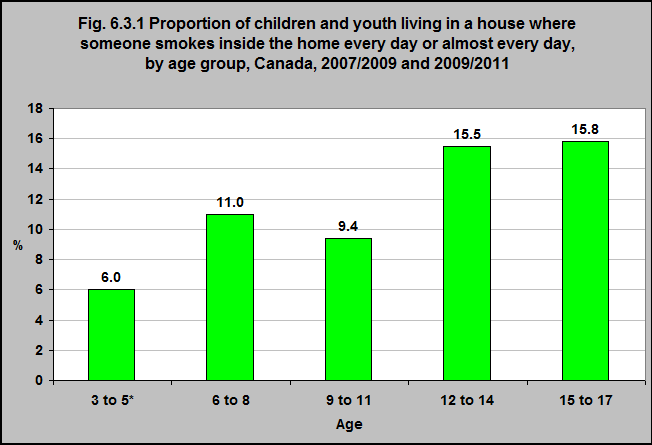 Fig. 6.3.1 Proportion of children and youth living in a house where
someone smokes inside the home every day or almost every day,
by age group, Canada, 2007/2009 and 2009/2011
18
16
14
12
10
8
6
4
2
0
%
6.0
11.0
9.4
15.5
15.8
3 to 5*
6 to 8
9 to 11
12 to 14
15 to 17
Age